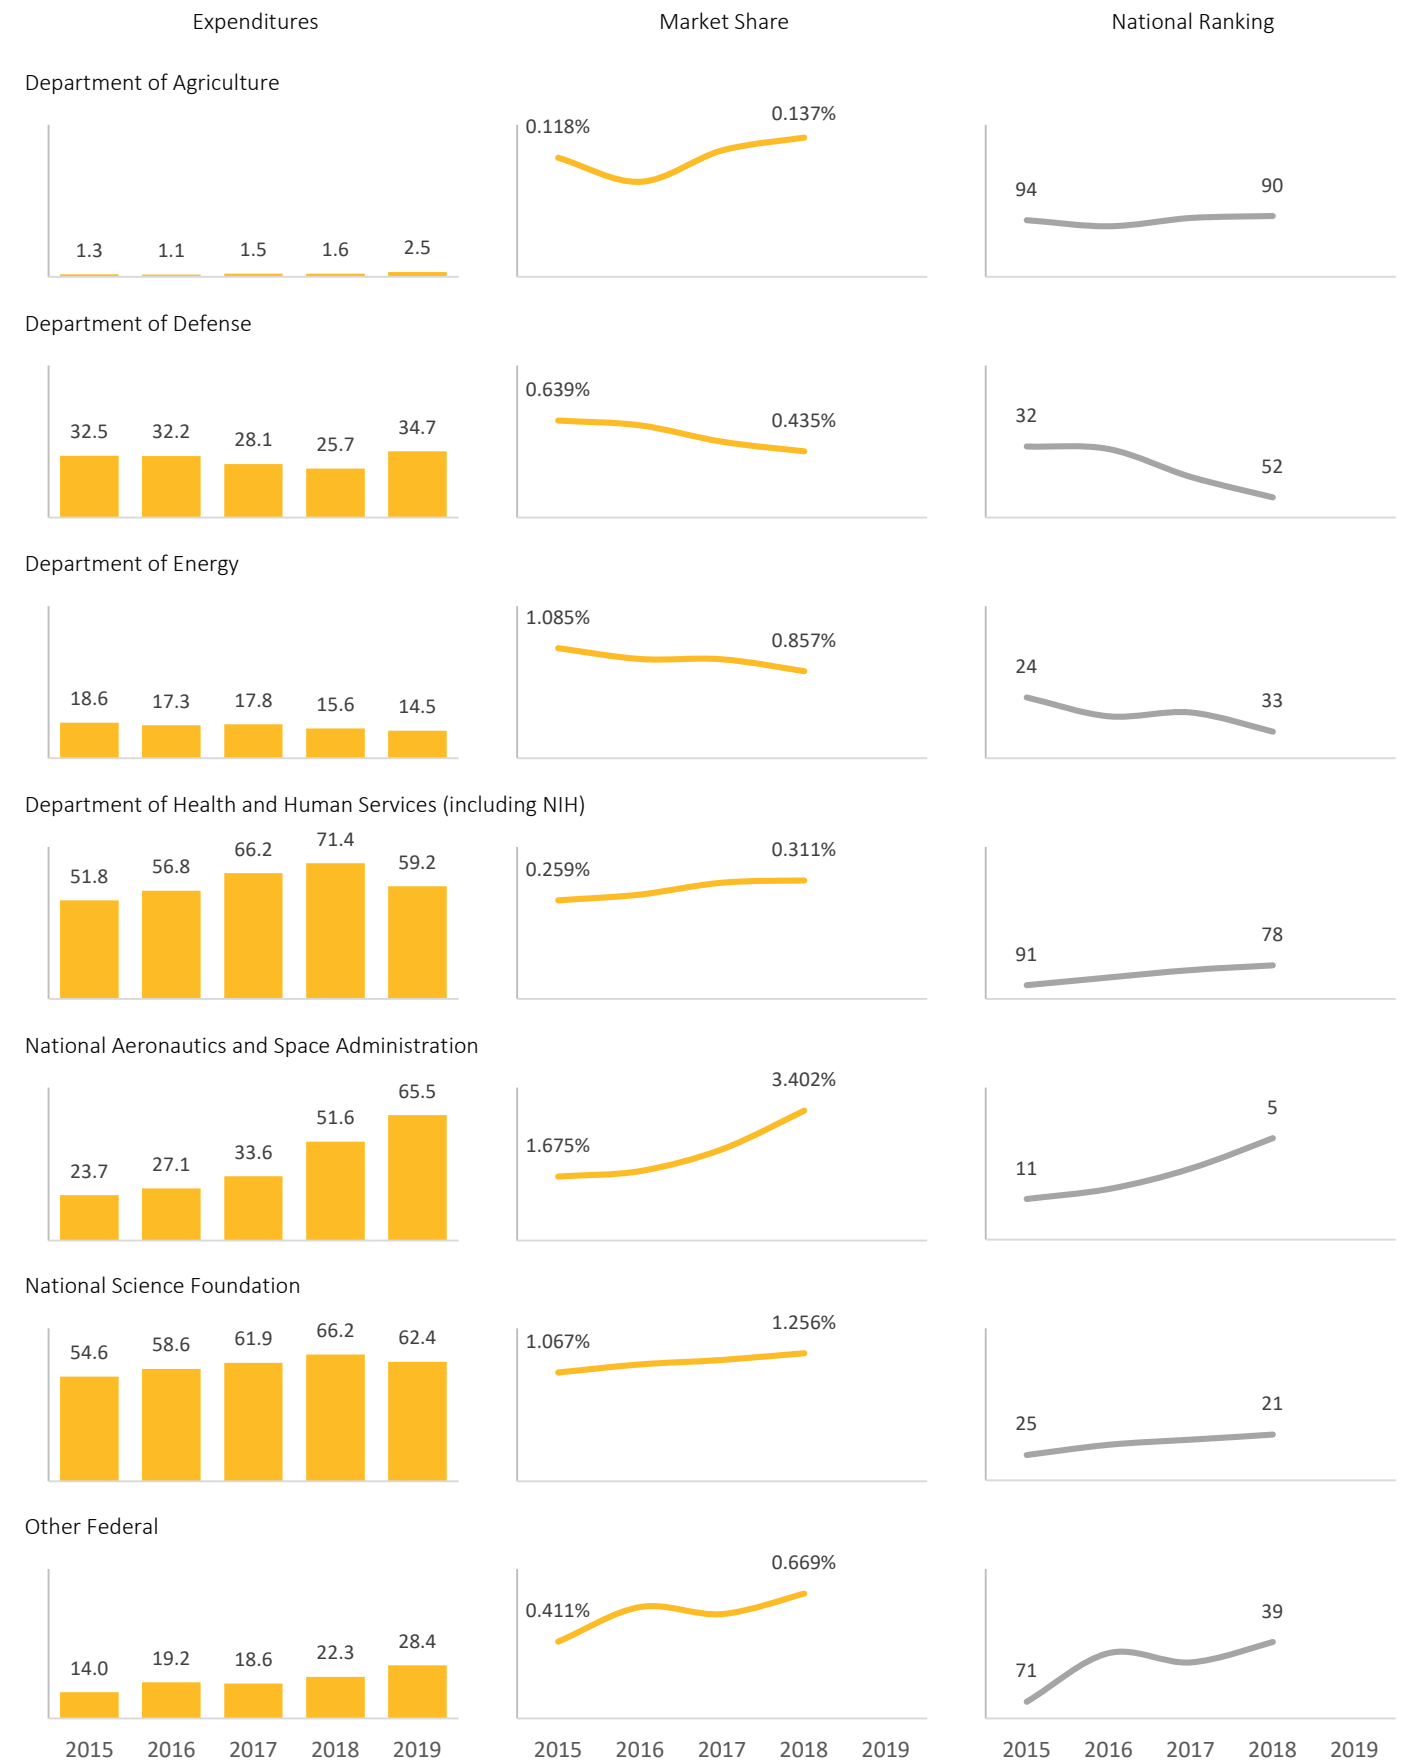 Expenditures Market Share National Ranking
Department of Agriculture
1.3 1.1 1.5 1.6 2.5
0.118% 0.137%
94 90
Department of Defense
32.5 32.2 28.1 25.7 34.7
0.639% 0.435%
32 52
Department of Energy
18.6 17.3 17.8 15.6 14.5
1.085% 0.857%
24 33
Department of Health and Human Services (including NIH)
51.8 56.8 66.2 71.4 59.2
0.259% 0.311%
91 78
National Aeronautics and Space Administration
23.7 27.1 33.6 51.6 65.5
1.675% 3.402%
11 5
National Science Foundation
54.6 58.6 61.9 66.2 62.4
1.067% 1.256%
25 21
Other Federal
14.0 19.2 18.6 22.3 28.4
0.411% 0.669%
71 39
2015 2016 2017 2018 2019
2015 2016 2017 2018 2019
2015 2016 2017 2018 2019